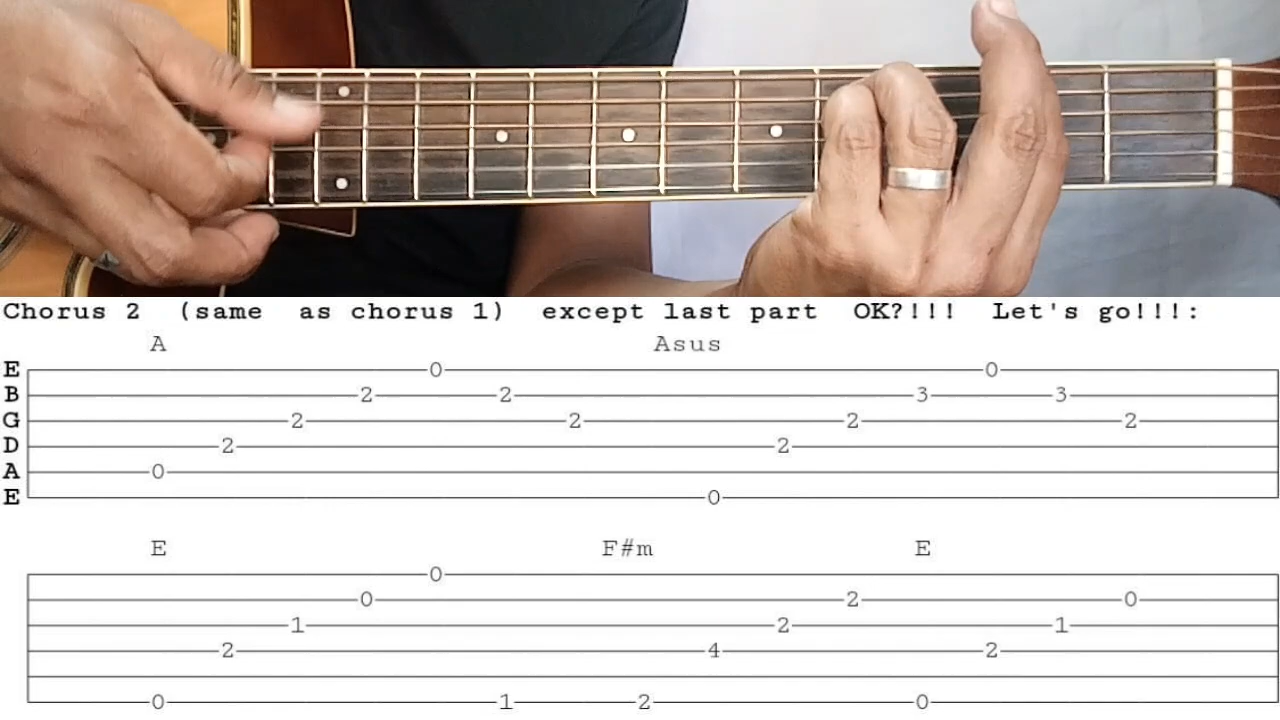 Chorus 2 (same as chorus 1) except last part OK?!!! Let's go!!!:
A Asus
E 0 0
B 2 2 3 3
G 2 2 2 2
D 2 2
A 0
E 0
E F#m E
0
0 2 0
1 2 1
2 4 2
0 1 2 0